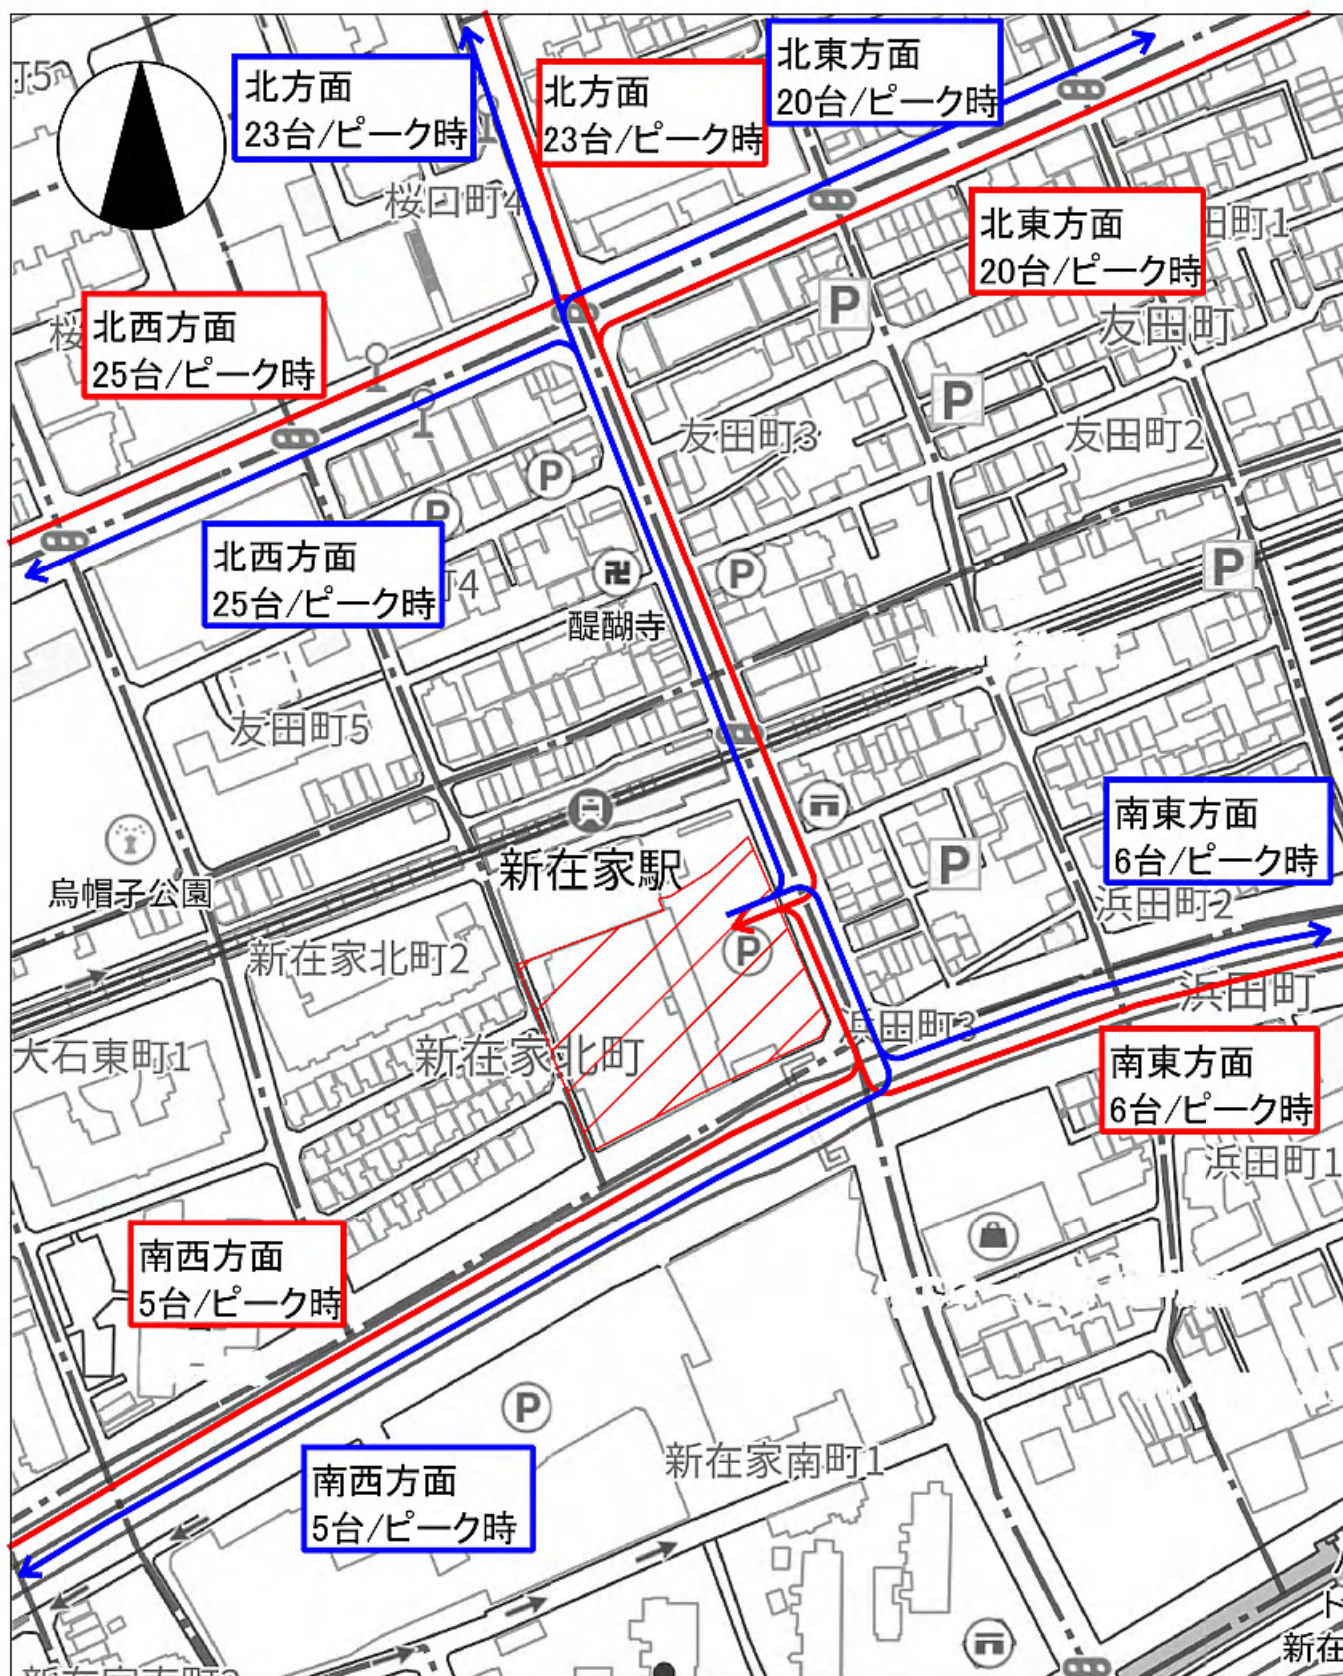 町5
北方面
23台/ピーク時
北方面
23台/ピーク時
北東方面
20台/ピーク時
桜口町4
北東方面
20台/ピーク時
田町1
北西方面
25台/ピーク時
桜
P
友田町
P
友田町3
友田町2
P
P
北西方面
25台/ピーク時
町4
卍
醍醐寺
P
P
友田町5
南東方面
6台/ピーク時
新在家駅
P
烏帽子公園
浜田町2
新在家北町2
P
浜田町
浜田町3
大石東町1
新在家北町
南東方面
6台/ピーク時
浜田町1
南西方面
5台/ピーク時
P
南西方面
5台/ピーク時
新在家南町1
ト
新在
新在家南町2